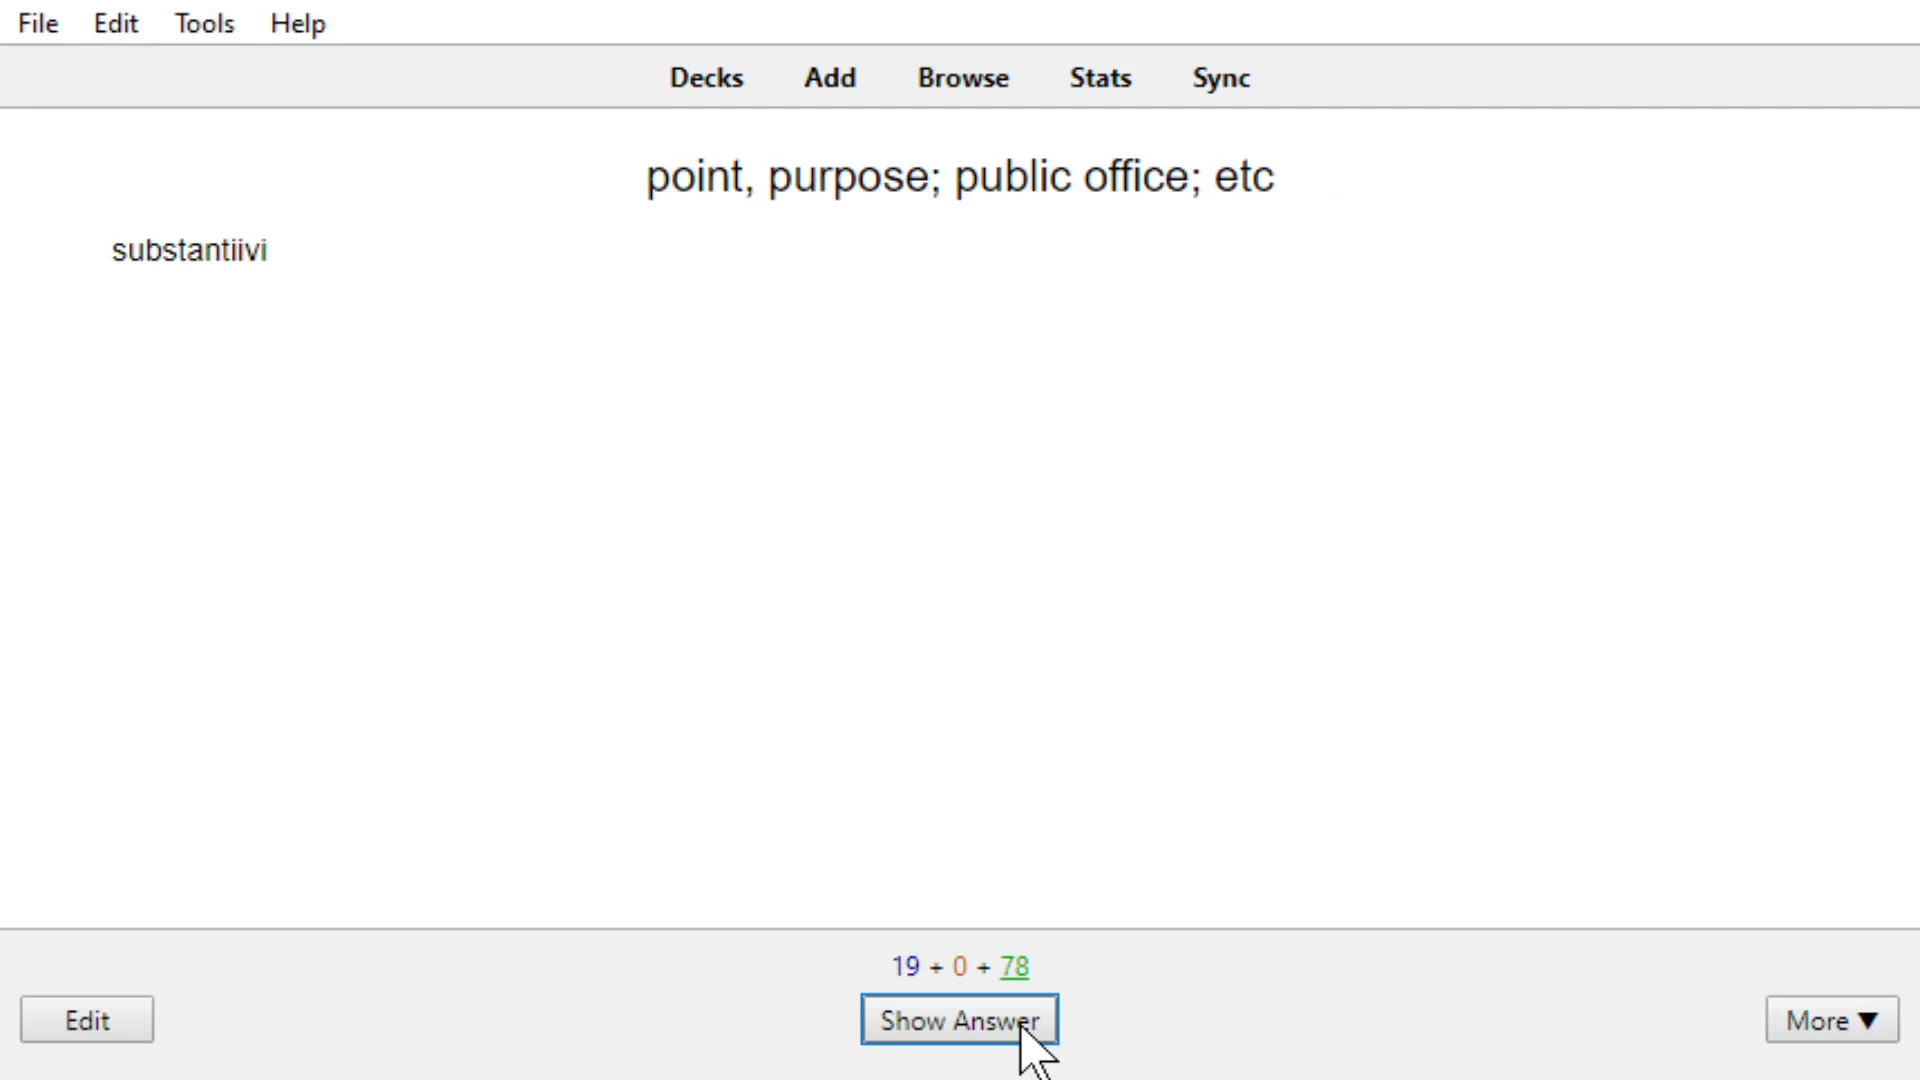 File Edit Tools Help
Decks Add Browse Stats Sync
point, purpose; public office; etc
substantiivi
19 + 0 + 78
Edit Show Answer More ▼